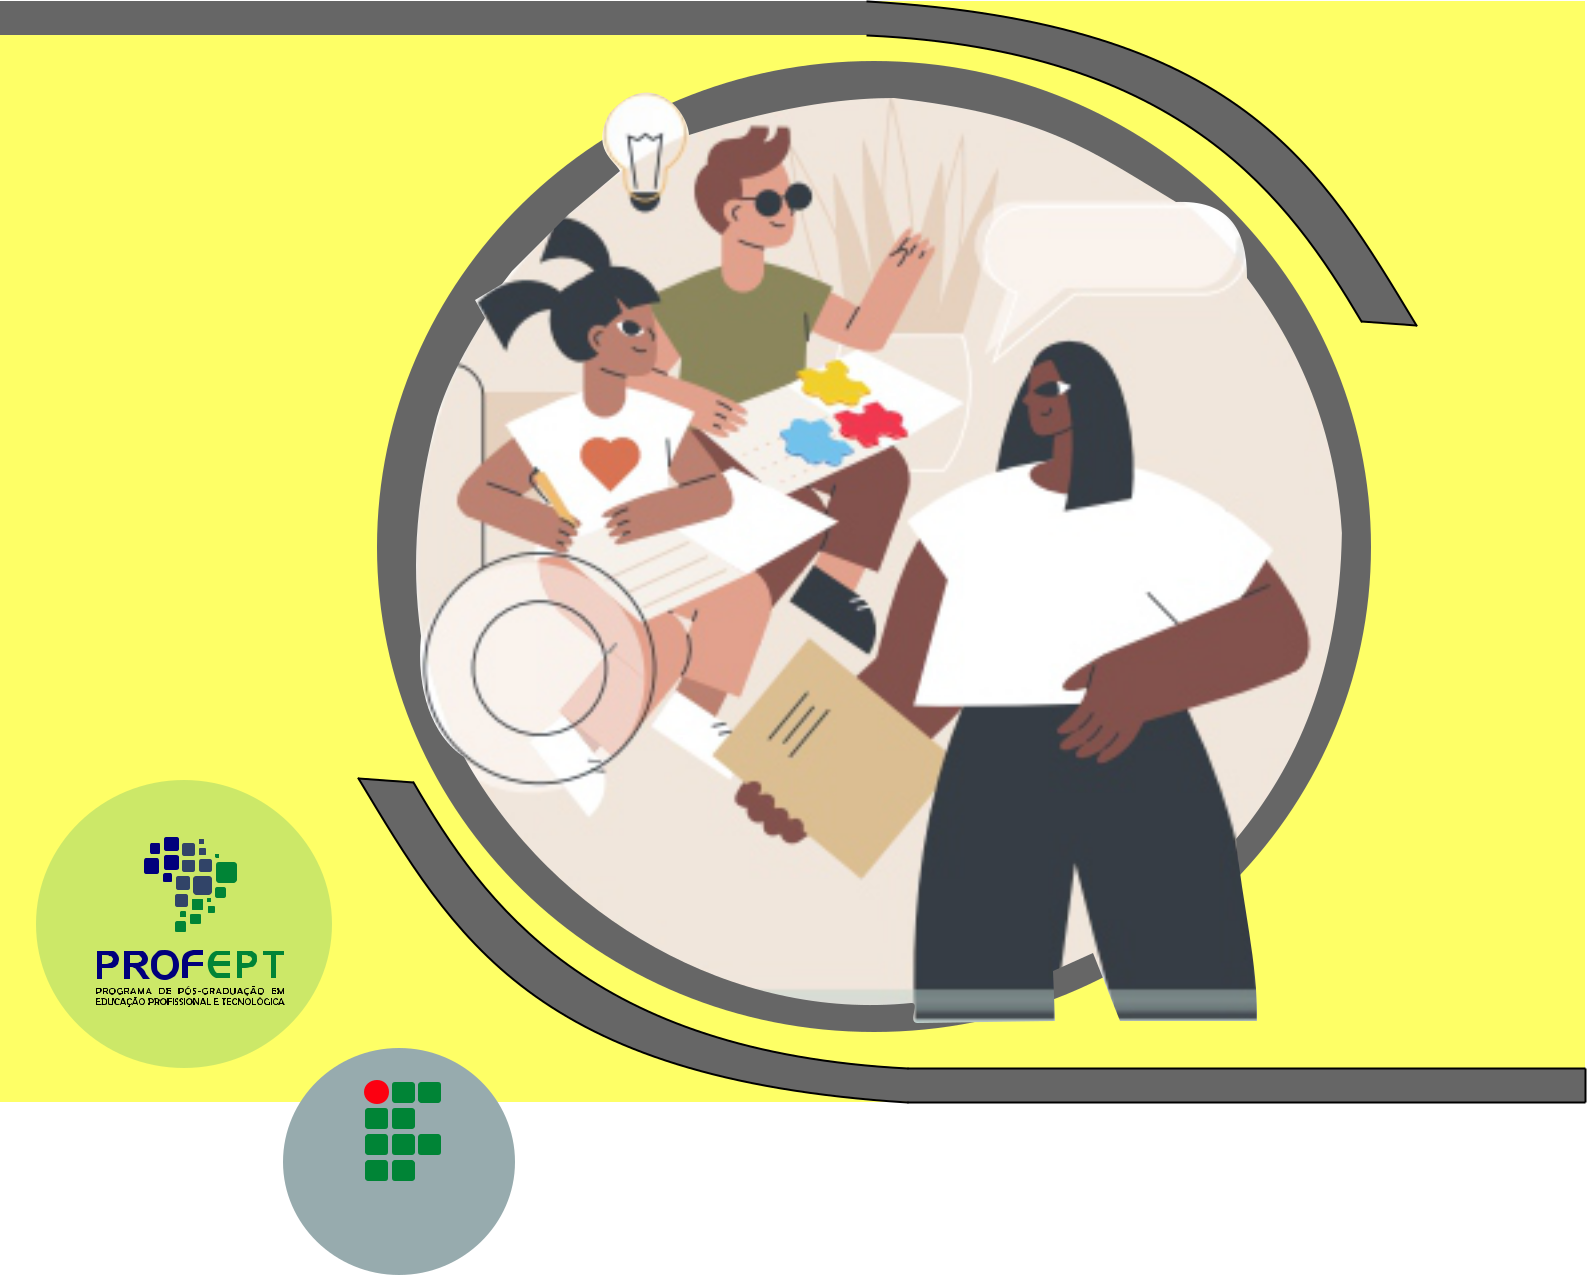 PROFEPT
PROGRAMA DE PÓS-GRADUAÇÃO EM
EDUCAÇÃO PROFISSIONAL E TECNOLÓGICA